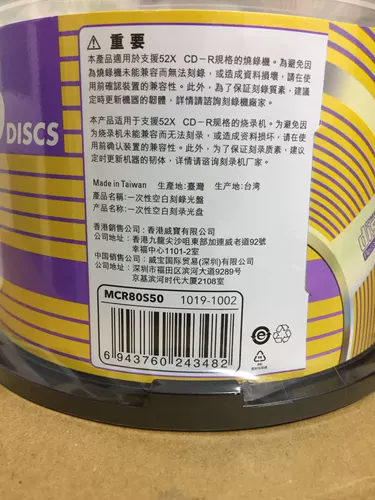 ⚠ 重要
本產品適用於支援52X CD-R規格的燒錄機。為避免因
為燒錄機未能兼容而無法刻錄，或造成資料損壞，請在使
用前確認裝置的兼容性。此外，為了保証刻錄質素，建議
定時更新機器的韌體，詳情請諮詢刻錄機廠家。
本产品适用于支援52X CD-R规格的烧录机。为避免因
为烧录机未能兼容而无法刻录，或造成资料损坏，请在使
用前确认装置的兼容性。此外，为了保证刻录质素，建议
定时更新机器的韧体，详情请谘询刻录机厂家。
DISCS
Made in Taiwan 生產地：臺灣 生产地：台湾
產品名稱：一次性空白刻錄光盤
产品名称：一次性空白刻录光盘
香港銷售公司：香港威寶有限公司
地址：香港九龍尖沙咀東部加連威老道92號
幸福中心1101-2室
中国销售公司：威宝国际贸易(深圳)有限公司
地址：深圳市福田区滨河大道9289号
京基滨河时代大厦2108室
MCR80S50 1019-1002
6 943760 243482